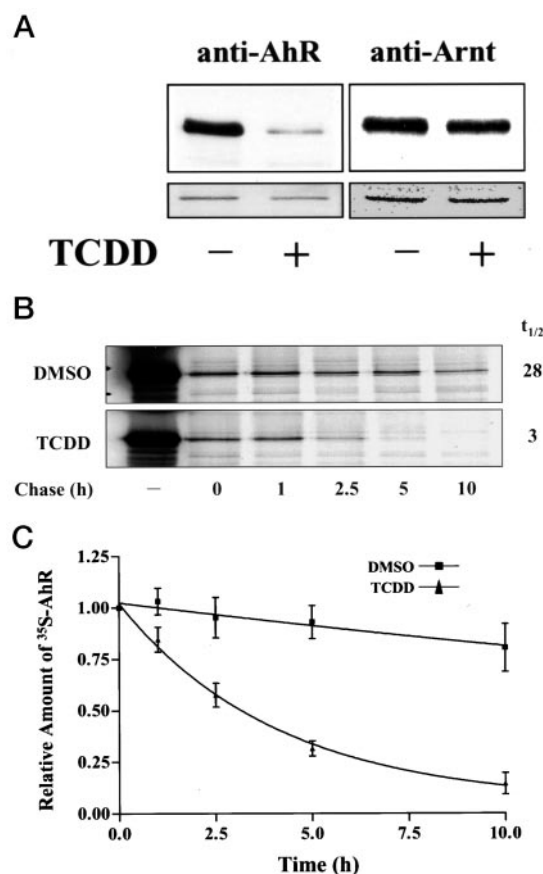 A
anti-AhR anti-Arnt
TCDD − + − +
B
t1/2
DMSO 28
TCDD 3
Chase (h) − 0 1 2.5 5 10
C
DMSO
TCDD
Relative Amount of ³⁵S-AhR
1.25
1.00
0.75
0.50
0.25
0.00
0.0 2.5 5.0 7.5 10.0
Time (h)